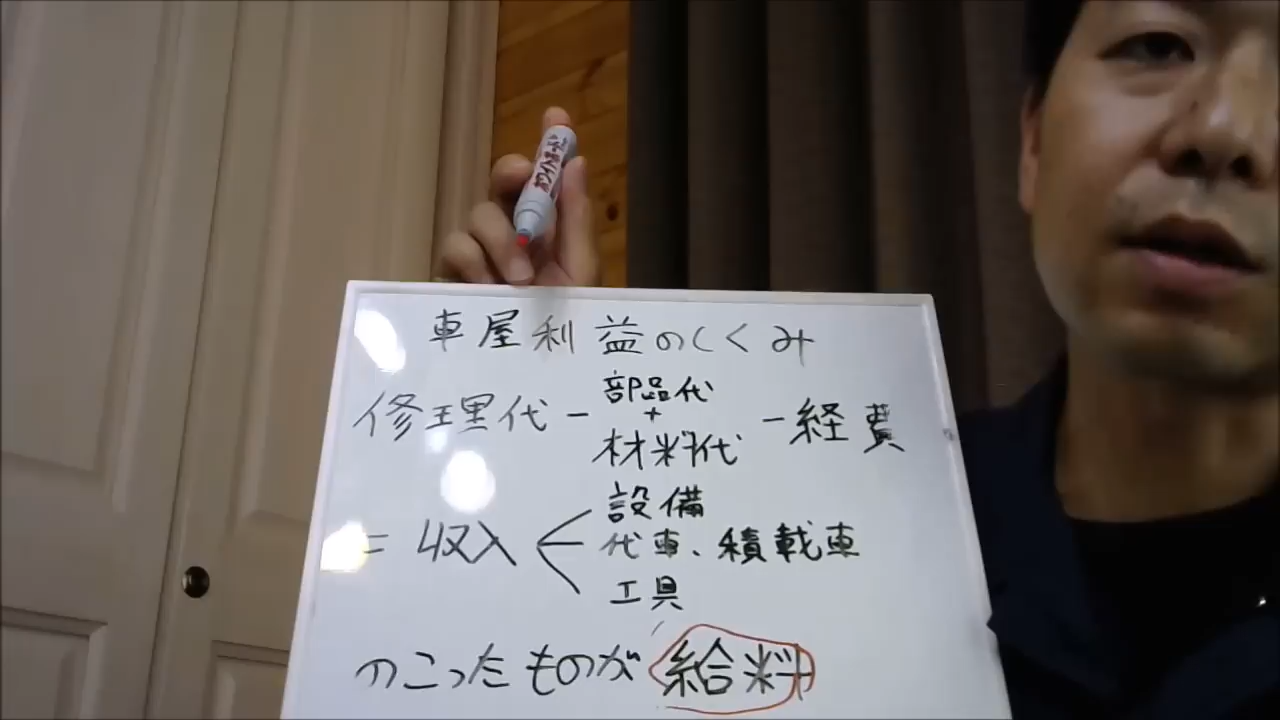 車屋利益のしくみ
修理代 − 部品代 + 材料代 − 経費
= 収入 < 設備
代車、積載車
工具
のこったものが 給料